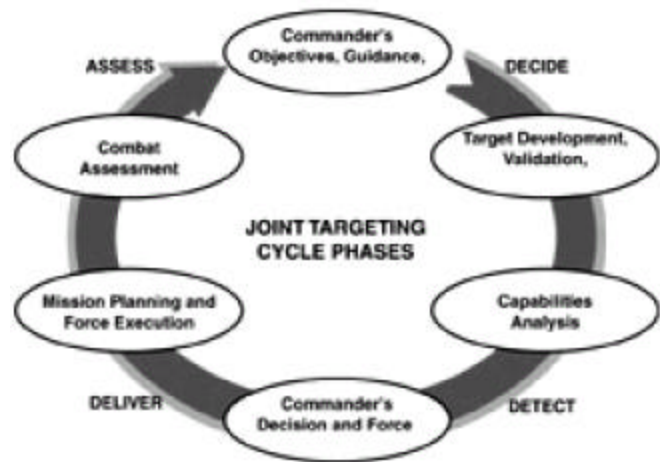 Commander's
Objectives, Guidance,
ASSESS
DECIDE
Combat
Assessment
Target Development,
Validation,
JOINT TARGETING
CYCLE PHASES
Mission Planning and
Force Execution
Capabilities
Analysis
DELIVER
Commander's
Decision and Force
DETECT